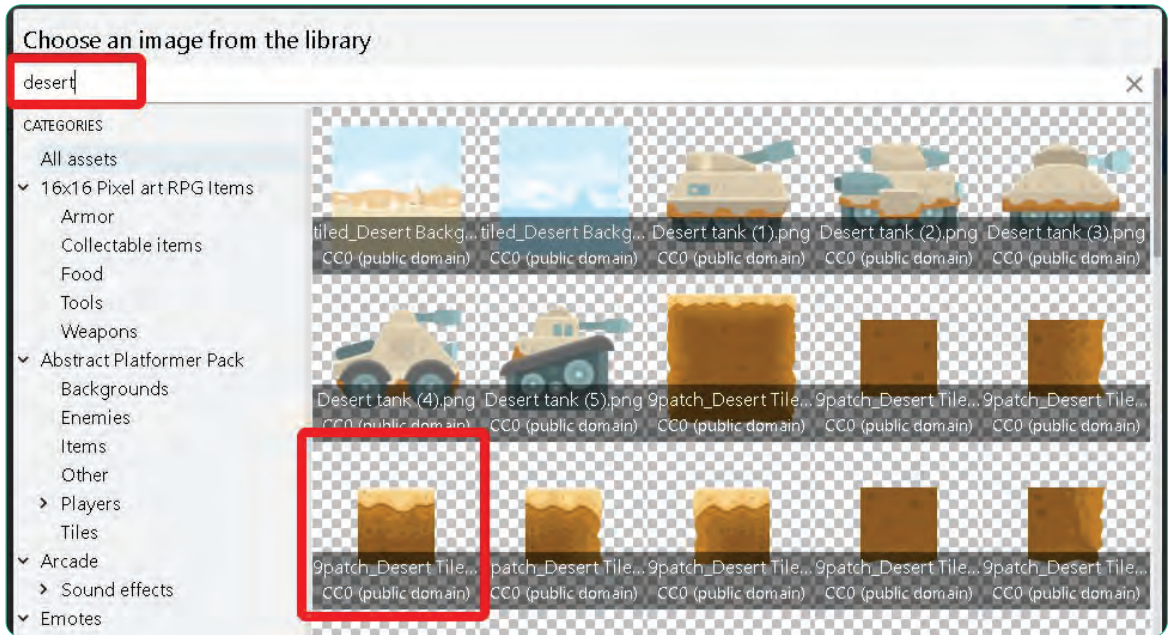 Choose an image from the library
desert
CATEGORIES
All assets
16x16 Pixel art RPG Items
Armor
Collectable items
Food
Tools
Weapons
Abstract Platformer Pack
Backgrounds
Enemies
Items
Other
Players
Tiles
Arcade
Sound effects
Emotes
tiled_Desert Backg... tiled_Desert Backg... Desert tank (1).png Desert tank (2).png Desert tank (3).png
CC0 (public domain) CC0 (public domain) CC0 (public domain) CC0 (public domain) CC0 (public domain)
Desert tank (4).png Desert tank (5).png 9patch_Desert Tile... 9patch_Desert Tile... 9patch_Desert Tile...
CC0 (public domain) CC0 (public domain) CC0 (public domain) CC0 (public domain) CC0 (public domain)
9patch_Desert Tile... patch_Desert Tile... 9patch_Desert Tile... 9patch_Desert Tile... 9patch_Desert Tile...
CC0 (public domain) CC0 (public domain) CC0 (public domain) CC0 (public domain) CC0 (public domain)